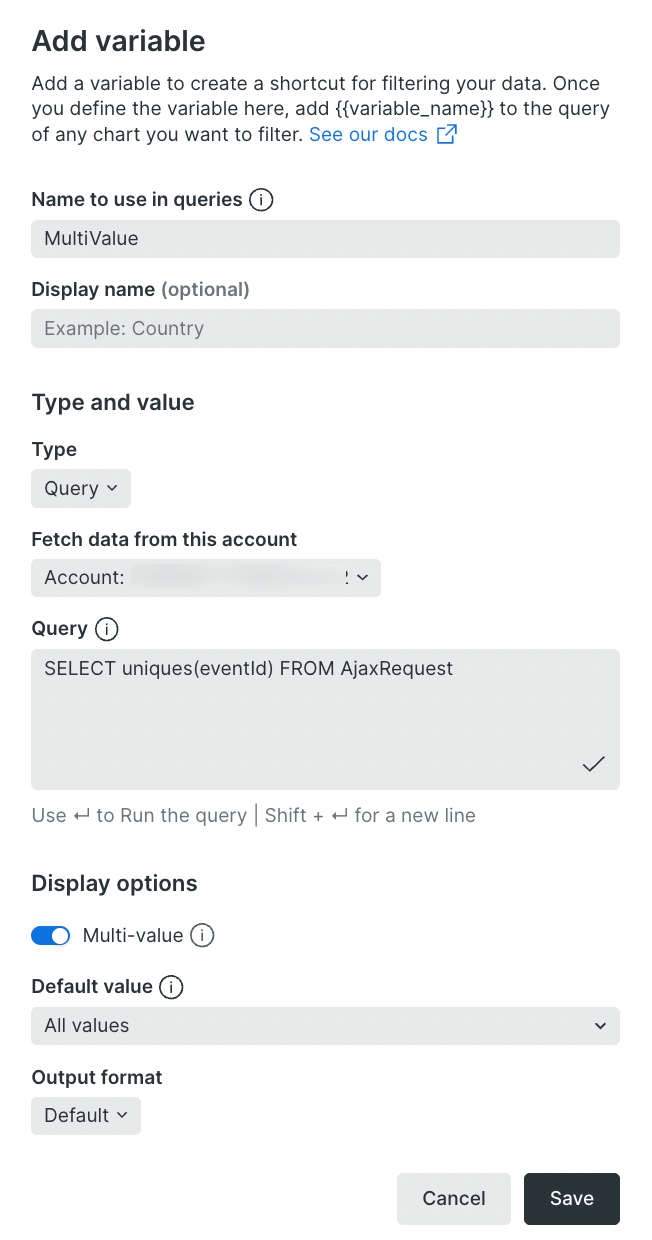 Add variable
Add a variable to create a shortcut for filtering your data. Once
you define the variable here, add {{variable_name}} to the query
of any chart you want to filter. See our docs
Name to use in queries
MultiValue
Display name (optional)
Example: Country
Type and value
Type
Query
Fetch data from this account
Account:
Query
SELECT uniques(eventId) FROM AjaxRequest
Use ↵ to Run the query | Shift + ↵ for a new line
Display options
Multi-value
Default value
All values
Output format
Default
Cancel Save